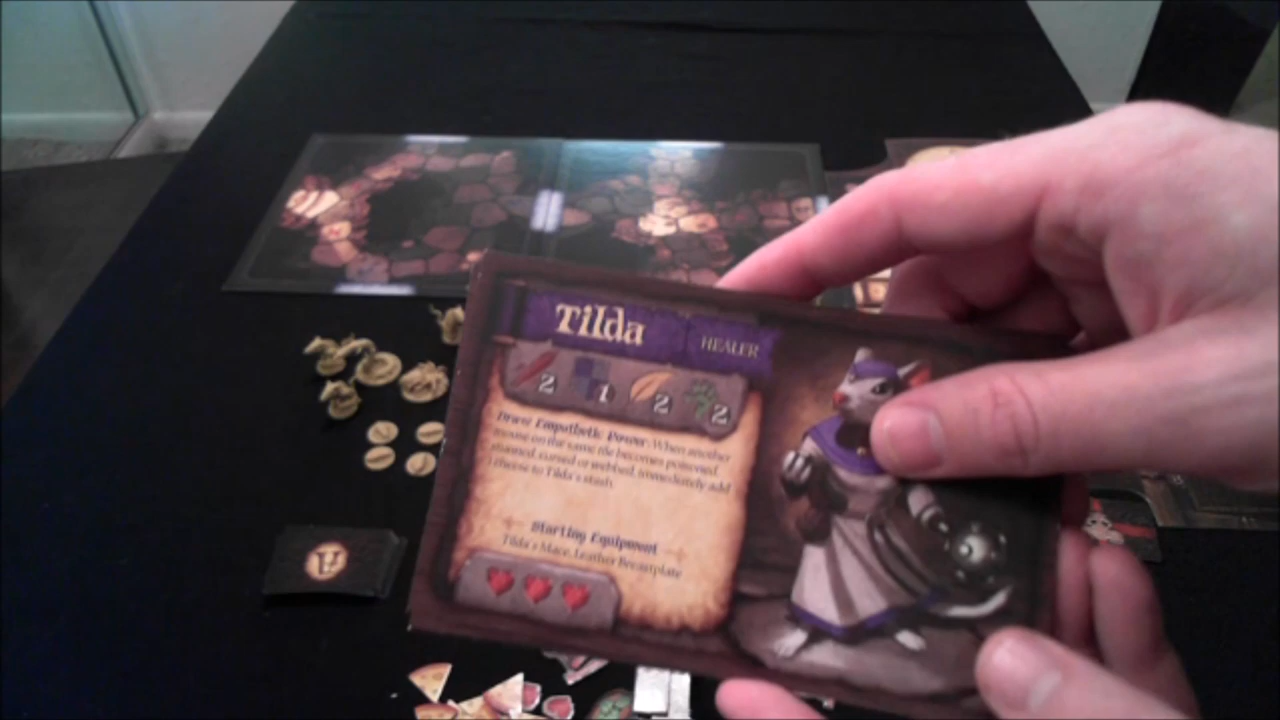 Tilda
HEALER
2 1 2 2
Empathetic Power: When another
mouse on the same tile becomes poisoned,
stunned, cursed or webbed, immediately add
1 cheese to Tilda's stash.
Starting Equipment
Tilda's Mace, Leather Breastplate